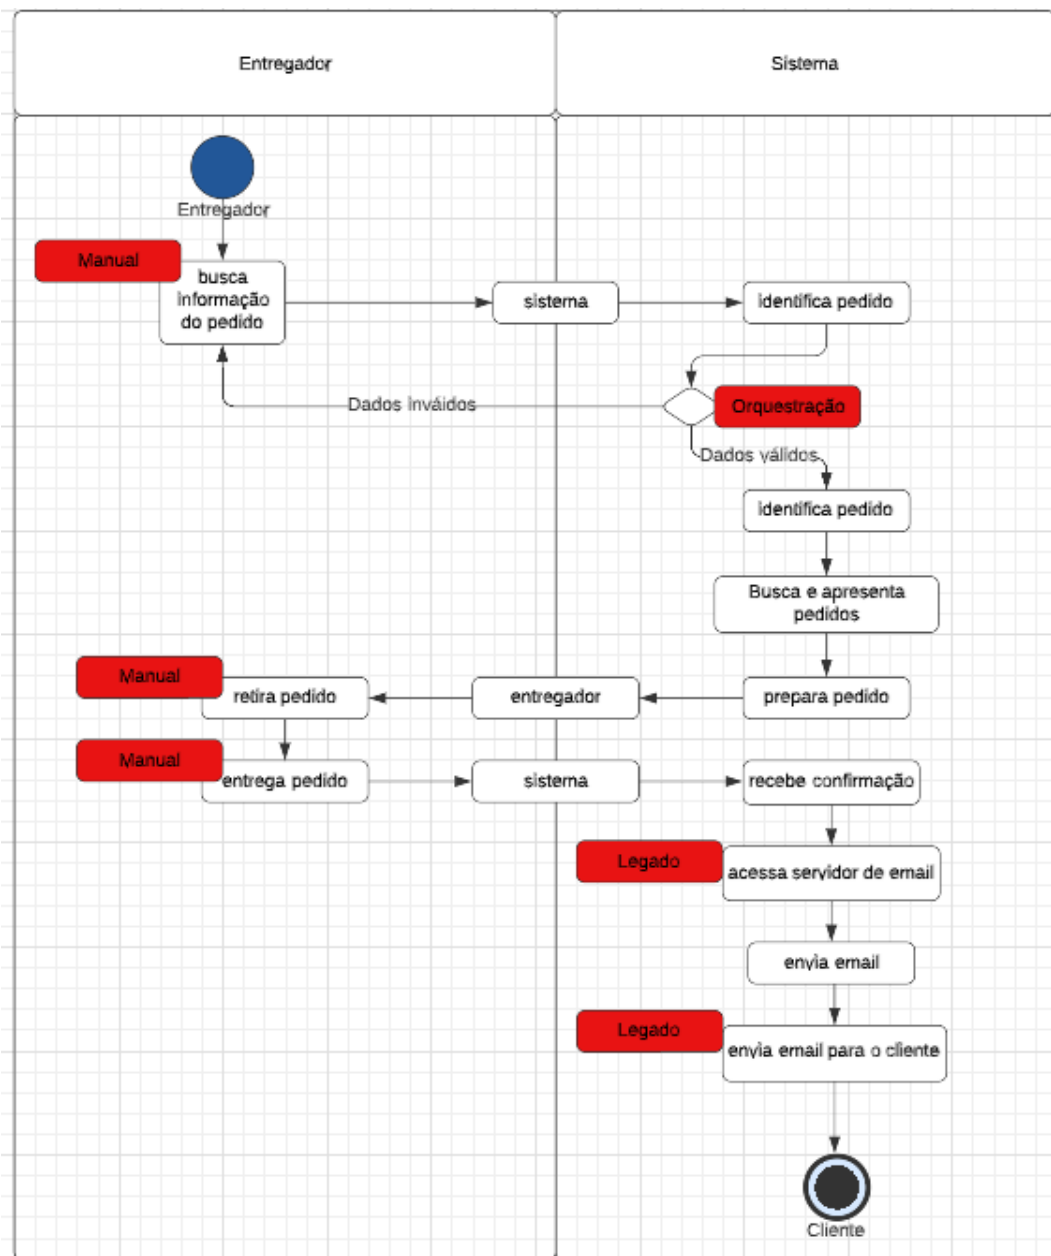 Entregador
Sistema
Entregador
Manual
busca
informação
do pedido
sistema
identifica pedido
Dados inváidos
Orquestração
Dados válidos
identifica pedido
Busca e apresenta
pedidos
Manual
retira pedido
entregador
prepara pedido
Manual
entrega pedido
sistema
recebe confirmação
Legado
acessa servidor de email
envia email
Legado
envia email para o cliente
Cliente